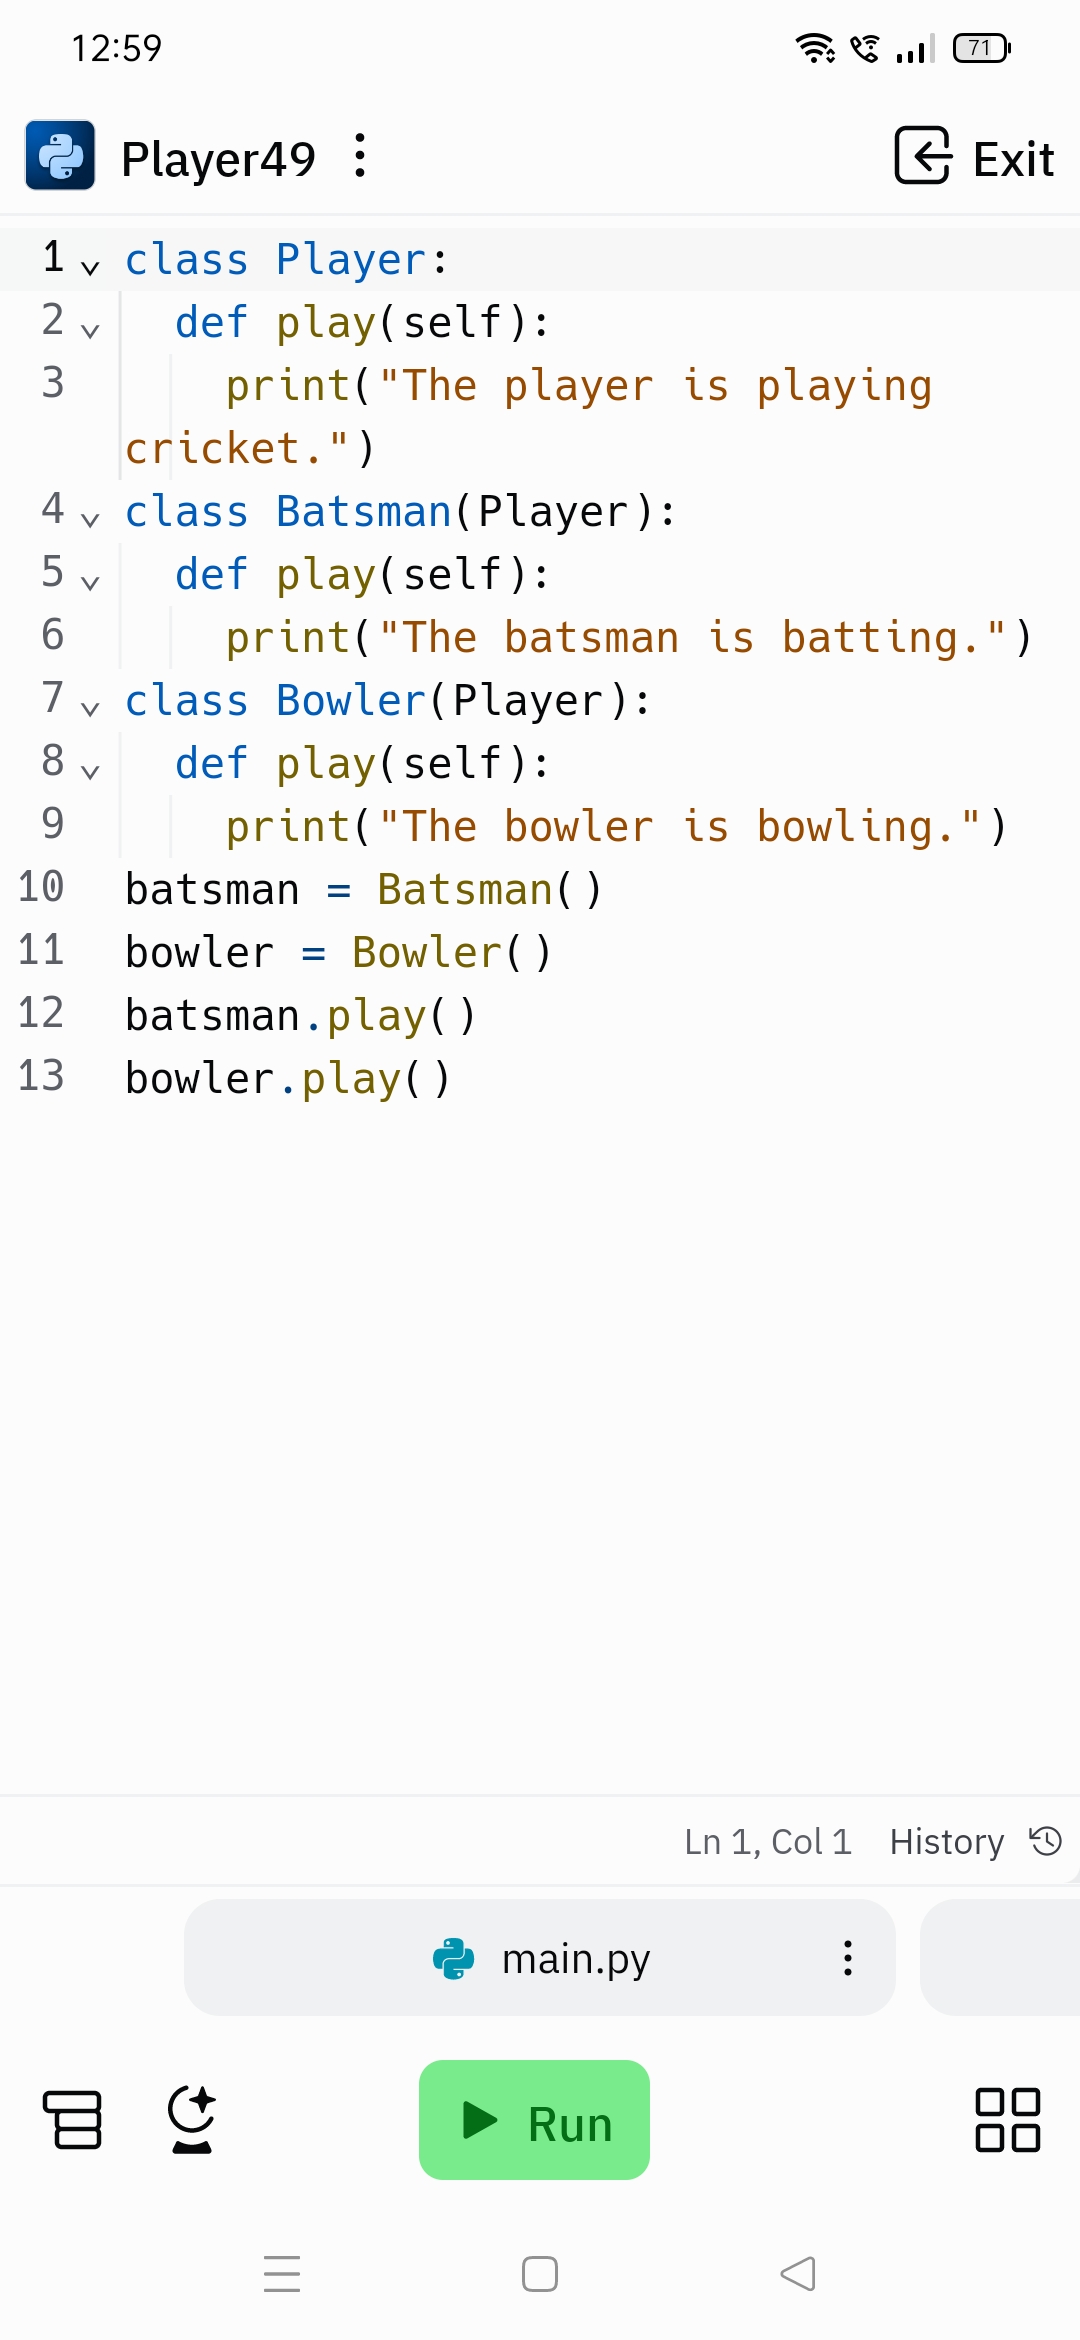 12:59
71
Player49
Exit
1 class Player:
2   def play(self):
3     print("The player is playing
cricket.")
4 class Batsman(Player):
5   def play(self):
6     print("The batsman is batting.")
7 class Bowler(Player):
8   def play(self):
9     print("The bowler is bowling.")
10 batsman = Batsman()
11 bowler = Bowler()
12 batsman.play()
13 bowler.play()
Ln 1, Col 1 History
main.py
Run